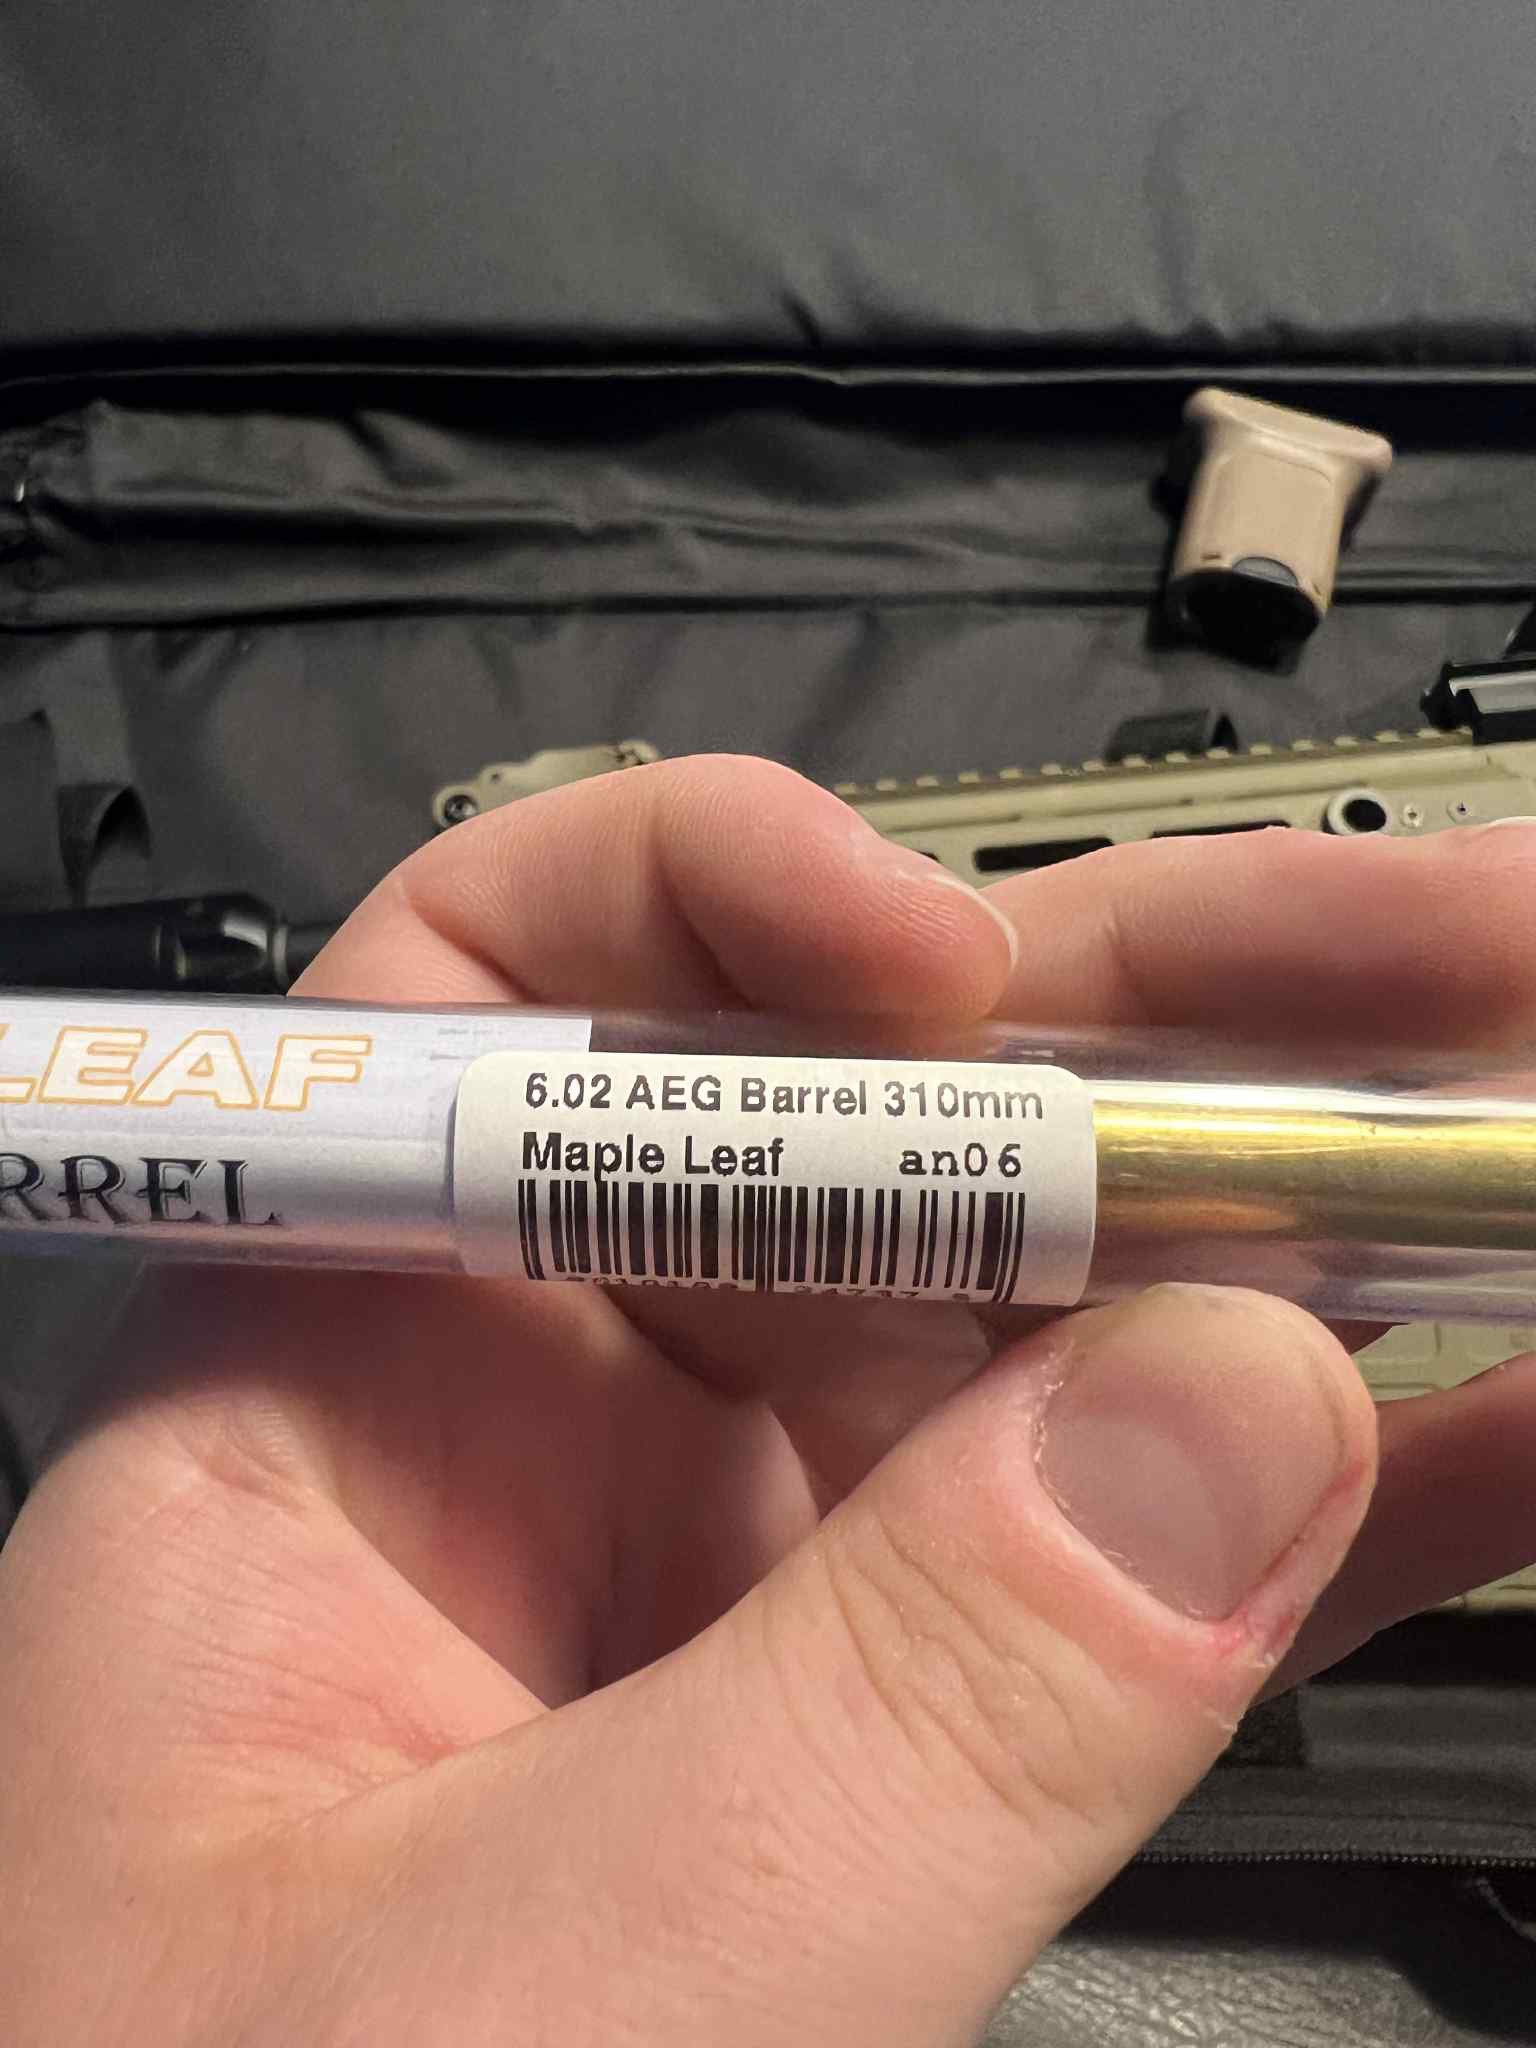 LEAF
RREL
6.02 AEG Barrel 310mm
Maple Leaf an06